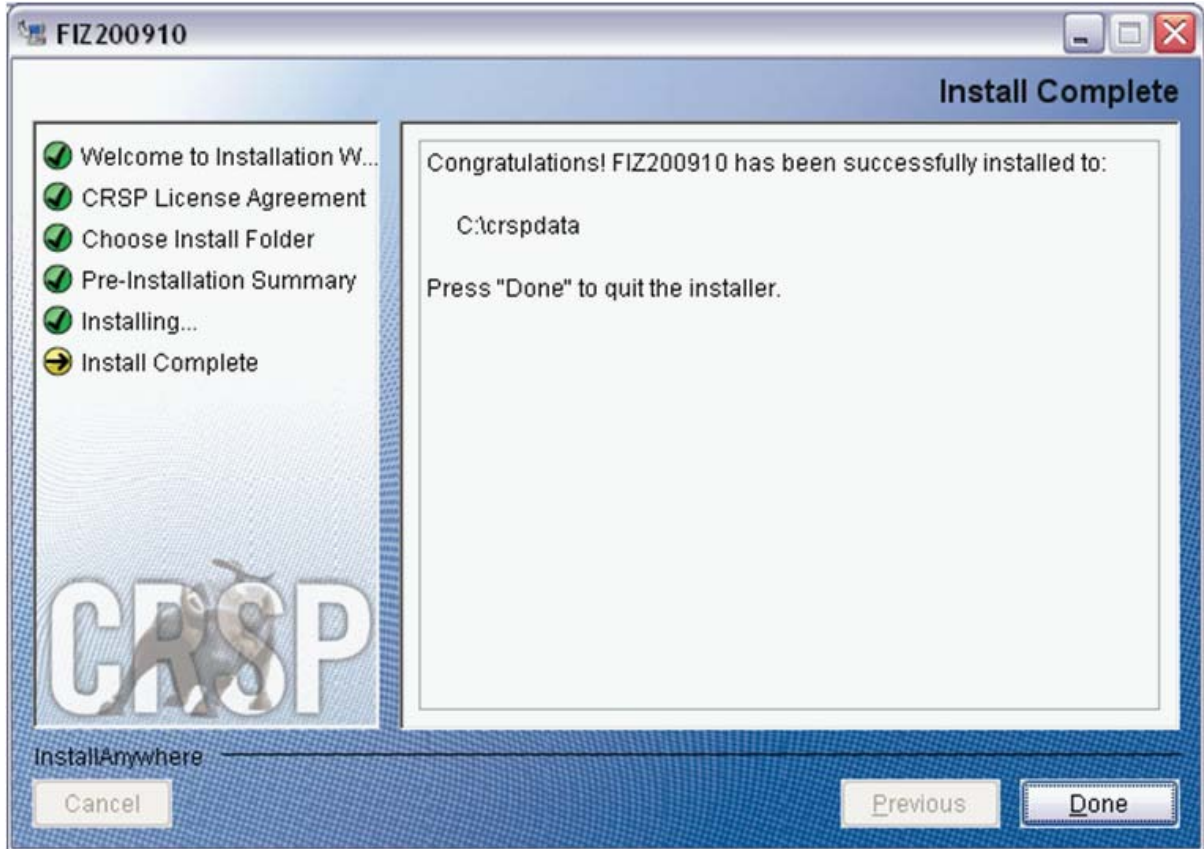 FIZ200910
Install Complete
Welcome to Installation W...
CRSP License Agreement
Choose Install Folder
Pre-Installation Summary
Installing...
Install Complete
CRSP
Congratulations! FIZ200910 has been successfully installed to:
C:\crspdata
Press "Done" to quit the installer.
InstallAnywhere
Cancel
Previous
Done